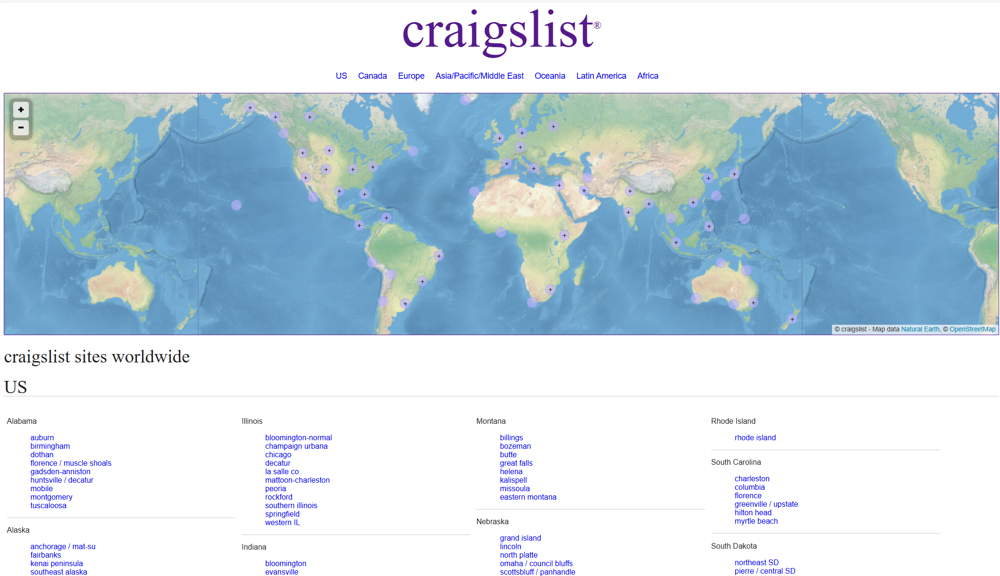 craigslist®
US Canada Europe Asia/Pacific/Middle East Oceania Latin America Africa
+
−
© craigslist - Map data Natural Earth, © OpenStreetMap
craigslist sites worldwide
US
Alabama
auburn
birmingham
dothan
florence / muscle shoals
gadsden-anniston
huntsville / decatur
mobile
montgomery
tuscaloosa
Alaska
anchorage / mat-su
fairbanks
kenai peninsula
southeast alaska
Illinois
bloomington-normal
champaign urbana
chicago
decatur
la salle co
mattoon-charleston
peoria
rockford
southern illinois
springfield
western IL
Indiana
bloomington
evansville
Montana
billings
bozeman
butte
great falls
helena
kalispell
missoula
eastern montana
Nebraska
grand island
lincoln
north platte
omaha / council bluffs
scottsbluff / panhandle
Rhode Island
rhode island
South Carolina
charleston
columbia
florence
greenville / upstate
hilton head
myrtle beach
South Dakota
northeast SD
pierre / central SD